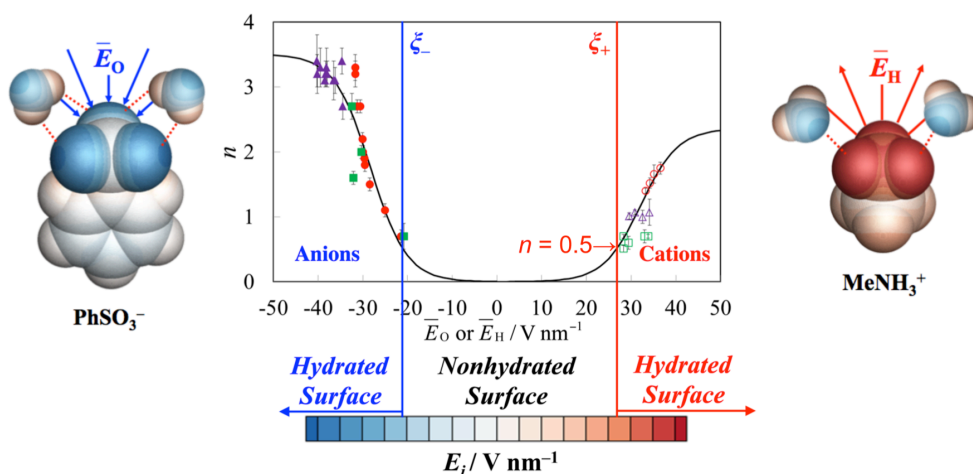 Ē_O
PhSO₃⁻
4
3
2
1
0
n
ξ₋
ξ₊
Anions
n = 0.5→
Cations
-50 -40 -30 -20 -10 0 10 20 30 40 50
Ē_O or Ē_H / V nm⁻¹
Ē_H
MeNH₃⁺
Hydrated
Surface
Nonhydrated
Surface
Hydrated
Surface
E_i / V nm⁻¹